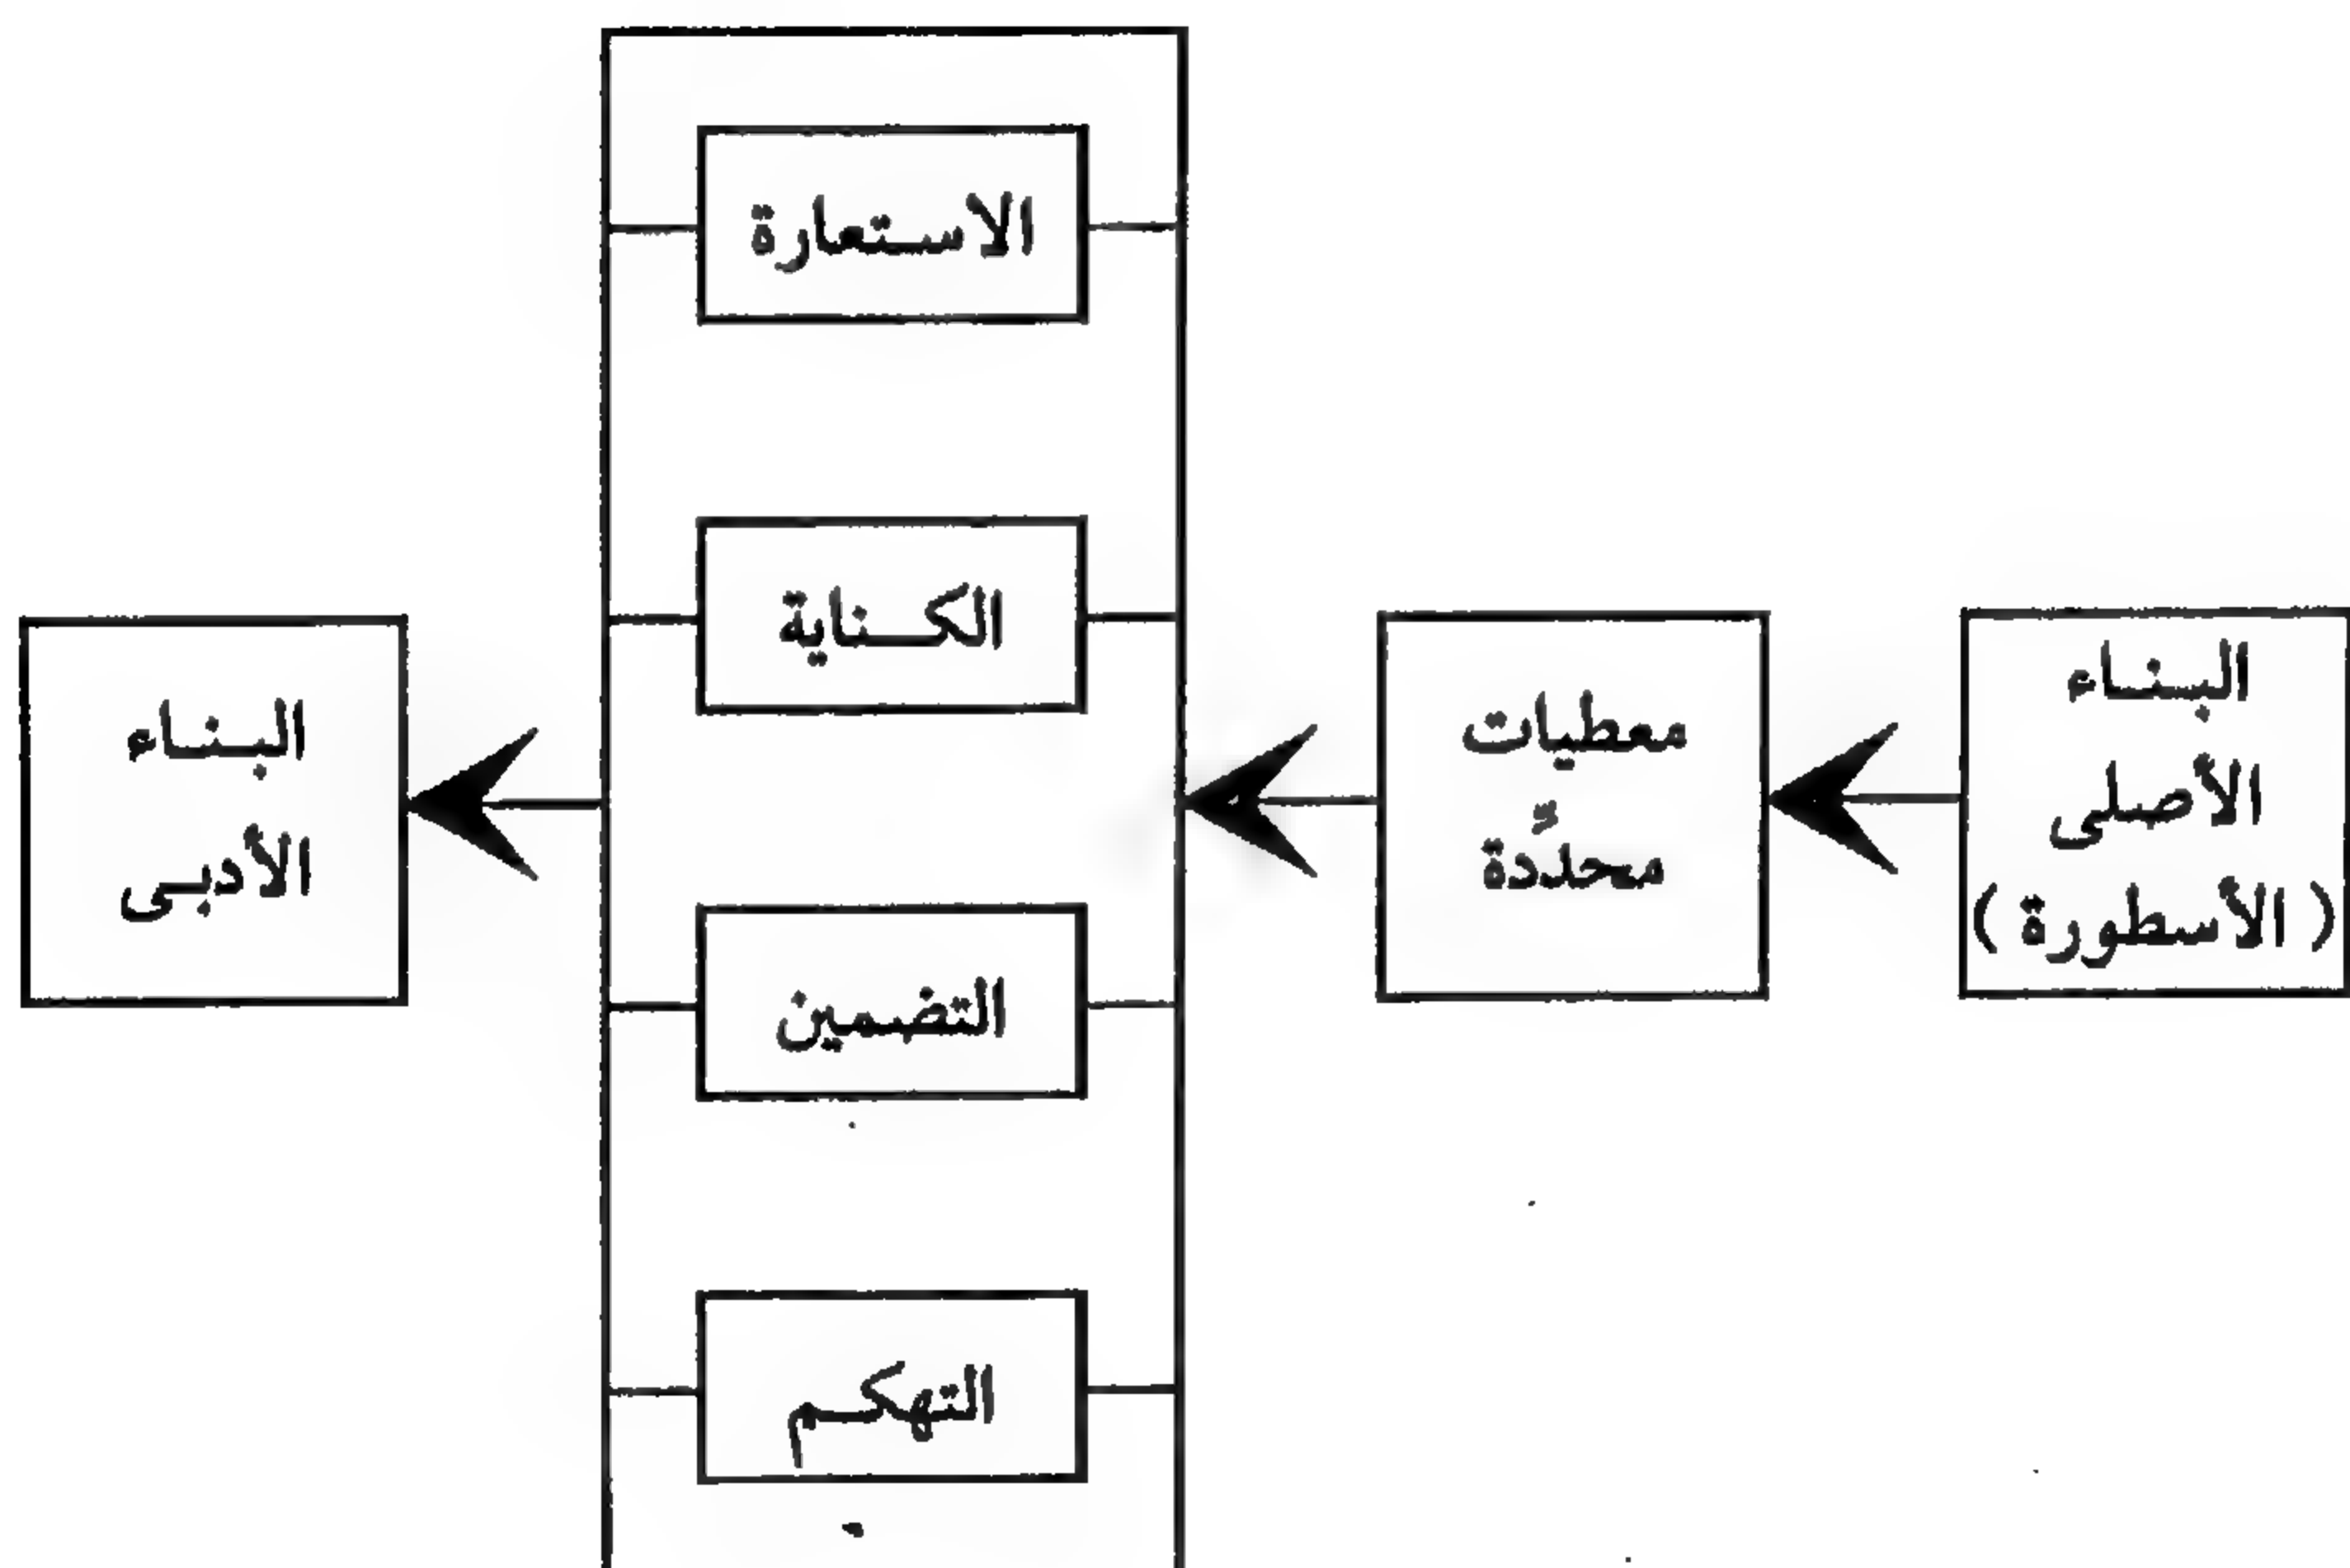 البناء
الأصلى
( الأسطورة )
معطيات
محددة
الاستعارة
الكناية
التضمين
التهكم
البناء
الأدبى